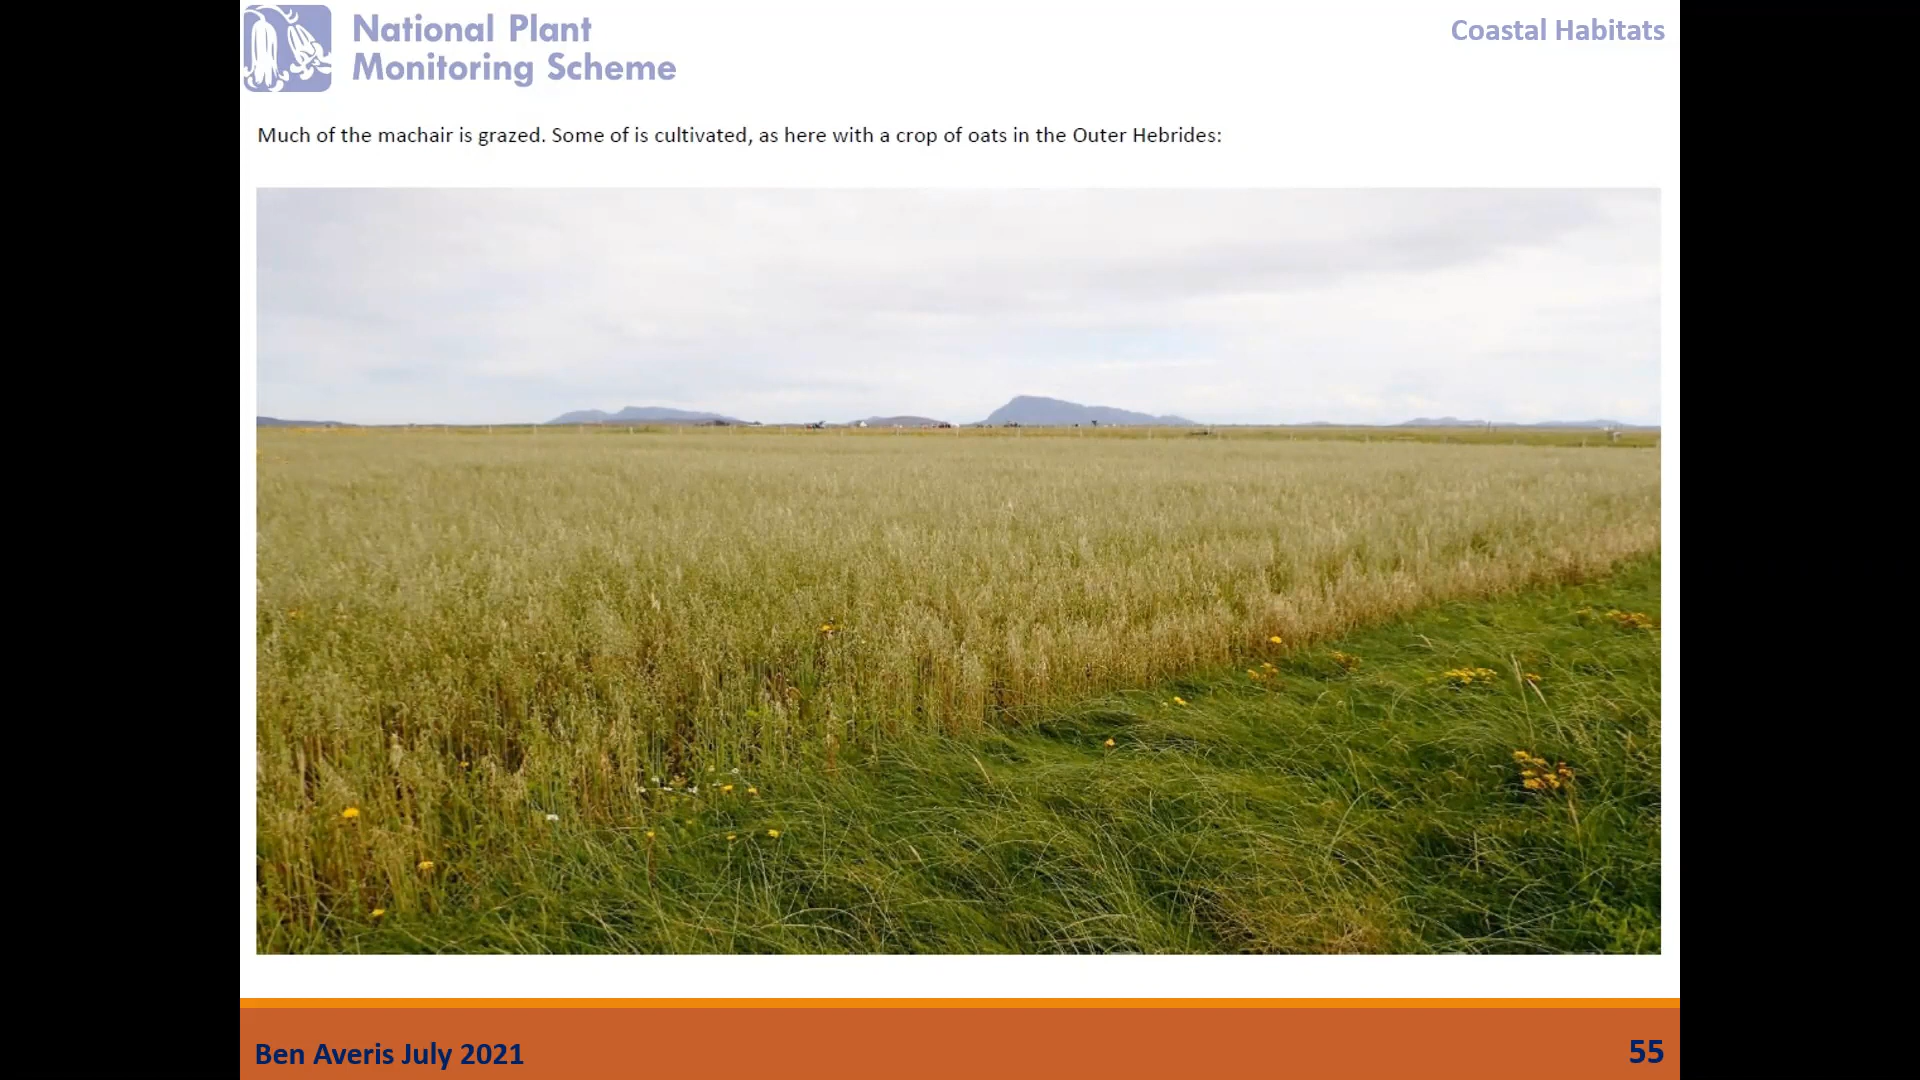 National Plant
Monitoring Scheme
Coastal Habitats
Much of the machair is grazed. Some of is cultivated, as here with a crop of oats in the Outer Hebrides:
Ben Averis July 2021
55